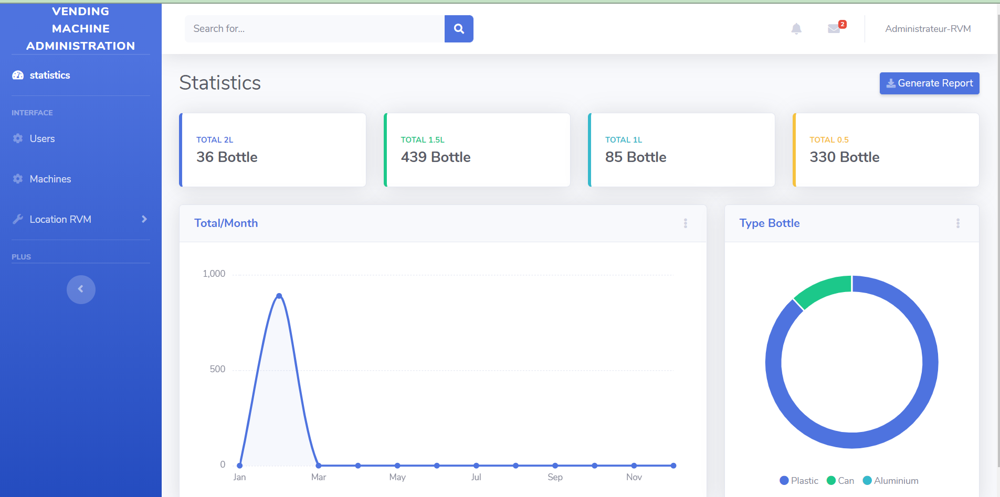 VENDING
MACHINE
ADMINISTRATION
statistics
INTERFACE
Users
Machines
Location RVM
PLUS
Search for...
2
Administrateur-RVM
Statistics
Generate Report
TOTAL 2L
36 Bottle
TOTAL 1.5L
439 Bottle
TOTAL 1L
85 Bottle
TOTAL 0.5
330 Bottle
Total/Month
1,000
500
0
Jan Mar May Jul Sep Nov
Type Bottle
Plastic Can Aluminium